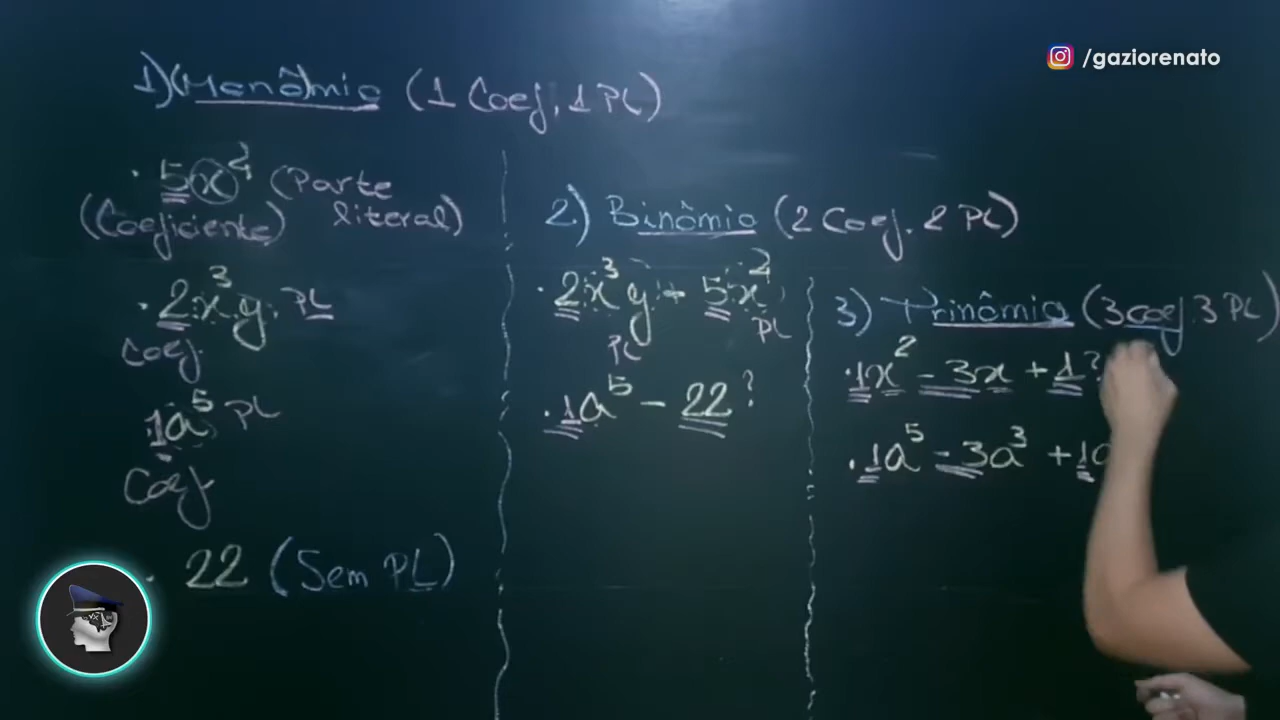 /gaziorenato
1) Monômio (1 Coef, 1 PL)
. 5x² (Parte
(Coeficiente) literal)
. 2x³y. PL
Coef
1a⁵ PL
Coef
. 22 (Sem PL)
2) Binômio (2 Coef. 2 PL)
. 2x³y + 5x²
PL PL
. 1a⁵ - 22?
3) Trinômio (3 coef. 3 PL)
. 1x² - 3x + 1?
. 1a⁵ - 3a³ + 1a